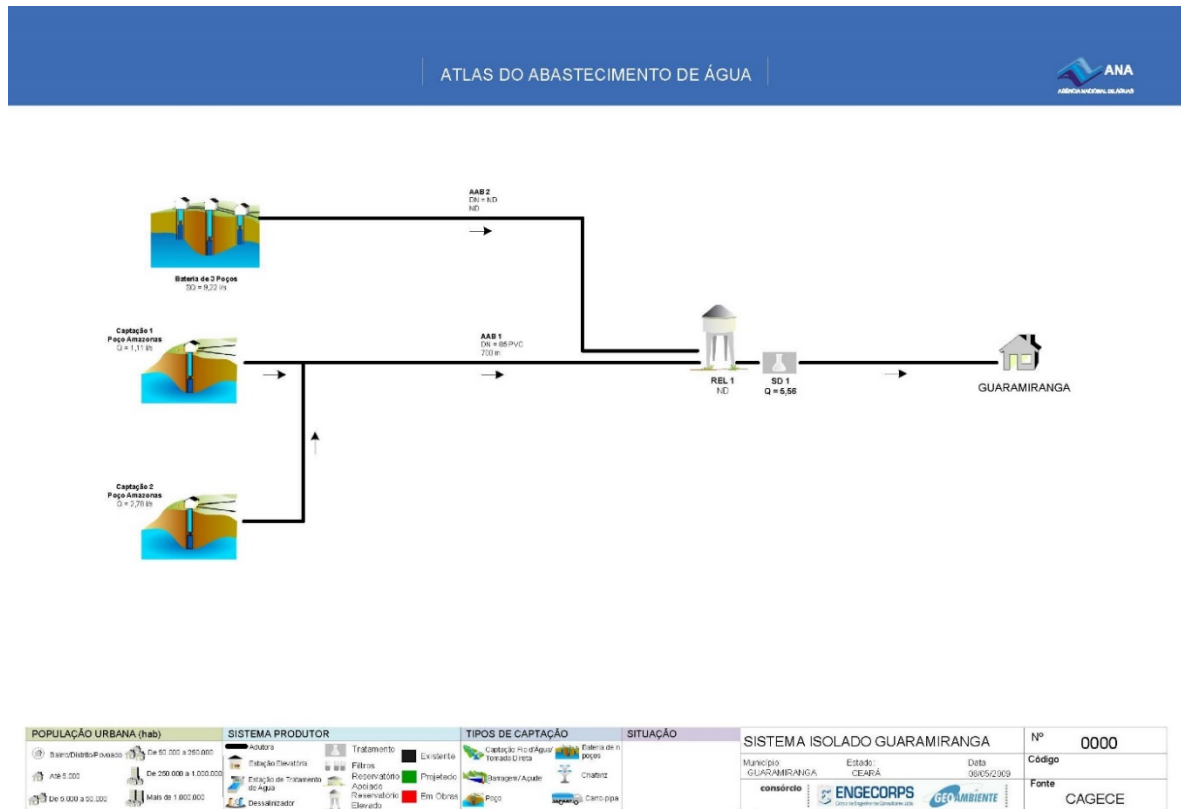 ATLAS DO ABASTECIMENTO DE ÁGUA
ANA
AGÊNCIA NACIONAL DE ÁGUAS
AAB 2
DN = ND
ND
Bateria de 3 Poços
SQ = 9,22 l/s
Captação 1
Poço Amazonas
Q = 1,11 l/s
AAB 1
DN = 85 PVC
700 m
REL 1
ND
SD 1
Q = 5,56
GUARAMIRANGA
Captação 2
Poço Amazonas
Q = 2,78 l/s
POPULAÇÃO URBANA (hab)
Bairro/Distrito/Povoado
De 50.000 a 250.000
Até 5.000
De 250.000 a 1.000.000
De 5.000 a 50.000
Mais de 1.000.000
SISTEMA PRODUTOR
Adutora
Estação Elevatória
Estação de Tratamento
de Água
Dessalinizador
Tratamento
Filtros
Reservatório
Apoiado
Reservatório
Elevado
Existente
Projetado
Em Obras
TIPOS DE CAPTAÇÃO
Captação Fio d'Água/
Tomada Direta
Barragem/Açude
Poço
Bateria de n
poços
Chafariz
Carro-pipa
SITUAÇÃO
SISTEMA ISOLADO GUARAMIRANGA
Município:
GUARAMIRANGA
Estado:
CEARÁ
Data
08/05/2009
consórcio
ENGECORPS
GEOAMBIENTE
Nº
0000
Código
Fonte
CAGECE